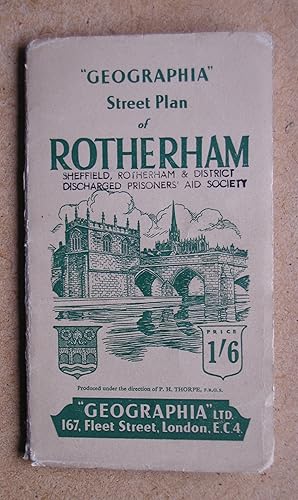 "GEOGRAPHIA"
Street Plan
of
ROTHERHAM
SHEFFIELD, ROTHERHAM & DISTRICT
DISCHARGED PRISONERS' AID SOCIETY
PRICE
1/6
Produced under the direction of P. H. THORPE, F.R.G.S.
"GEOGRAPHIA" LTD
167, Fleet Street, London, E.C.4.